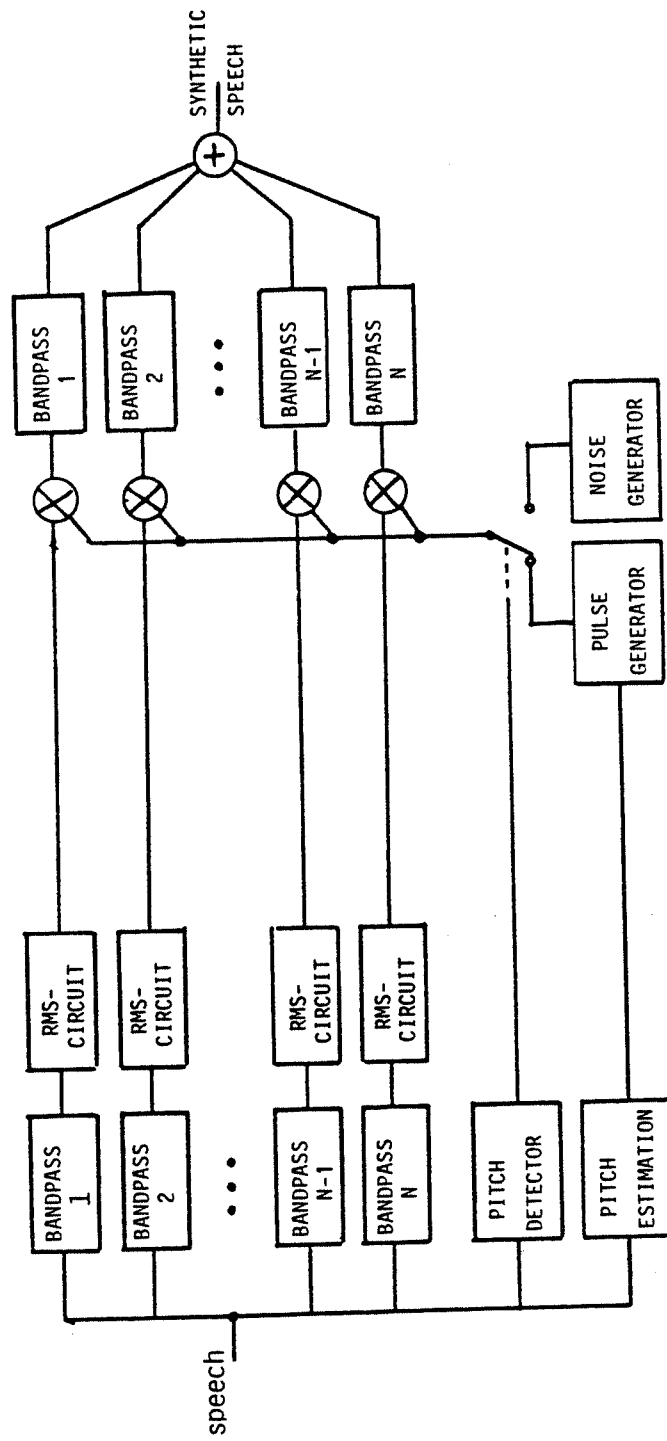 speech
BANDPASS
1
RMS-
CIRCUIT
BANDPASS
1
BANDPASS
2
RMS-
CIRCUIT
BANDPASS
2
SYNTHETIC
SPEECH
BANDPASS
N-1
RMS-
CIRCUIT
BANDPASS
N-1
BANDPASS
N
RMS-
CIRCUIT
BANDPASS
N
PITCH
DETECTOR
PITCH
ESTIMATION
PULSE
GENERATOR
NOISE
GENERATOR